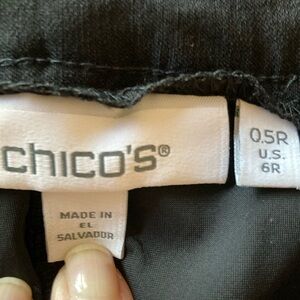 chico's®
0.5R
U.S.
6R
MADE IN
EL
SALVADOR